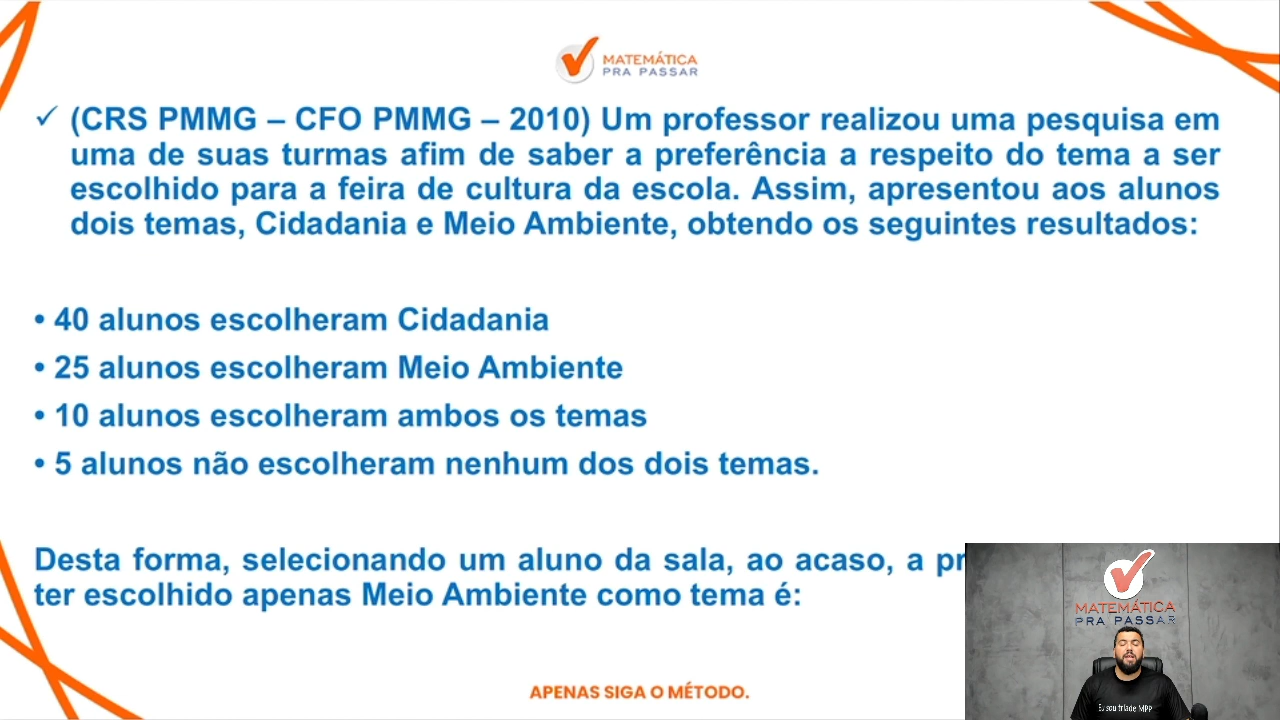 MATEMÁTICA
PRA PASSAR
(CRS PMMG – CFO PMMG – 2010) Um professor realizou uma pesquisa em
uma de suas turmas afim de saber a preferência a respeito do tema a ser
escolhido para a feira de cultura da escola. Assim, apresentou aos alunos
dois temas, Cidadania e Meio Ambiente, obtendo os seguintes resultados:
• 40 alunos escolheram Cidadania
• 25 alunos escolheram Meio Ambiente
• 10 alunos escolheram ambos os temas
• 5 alunos não escolheram nenhum dos dois temas.
Desta forma, selecionando um aluno da sala, ao acaso, a
ter escolhido apenas Meio Ambiente como tema é:
MATEMÁTICA
PRA PASSAR
Eu sou tríade MPP
APENAS SIGA O MÉTODO.